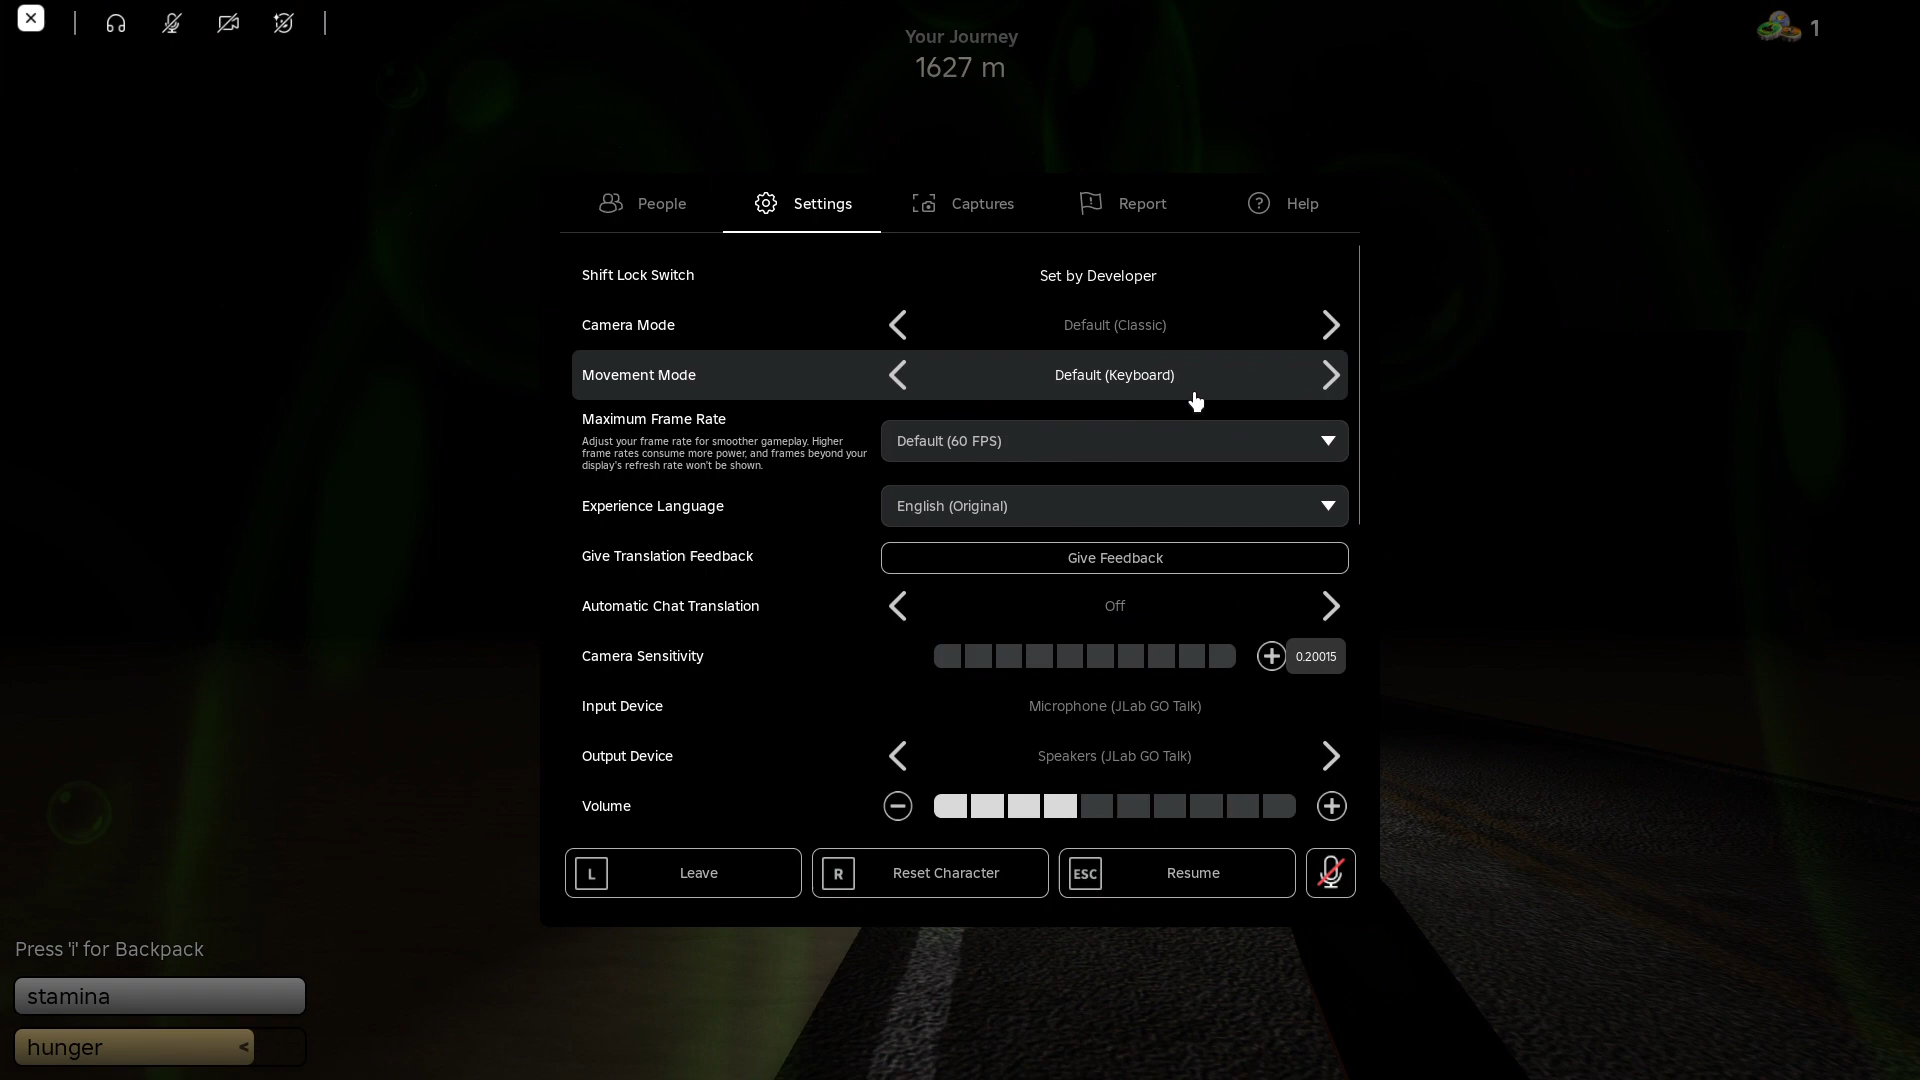 Your Journey
1627 m
1
People
Settings
Captures
Report
Help
Shift Lock Switch
Set by Developer
Camera Mode
Default (Classic)
Movement Mode
Default (Keyboard)
Maximum Frame Rate
Adjust your frame rate for smoother gameplay. Higher
frame rates consume more power, and frames beyond your
display's refresh rate won't be shown.
Default (60 FPS)
Experience Language
English (Original)
Give Translation Feedback
Give Feedback
Automatic Chat Translation
Off
Camera Sensitivity
0.20015
Input Device
Microphone (JLab GO Talk)
Output Device
Speakers (JLab GO Talk)
Volume
L
Leave
R
Reset Character
ESC
Resume
Press 'i' for Backpack
stamina
hunger
<